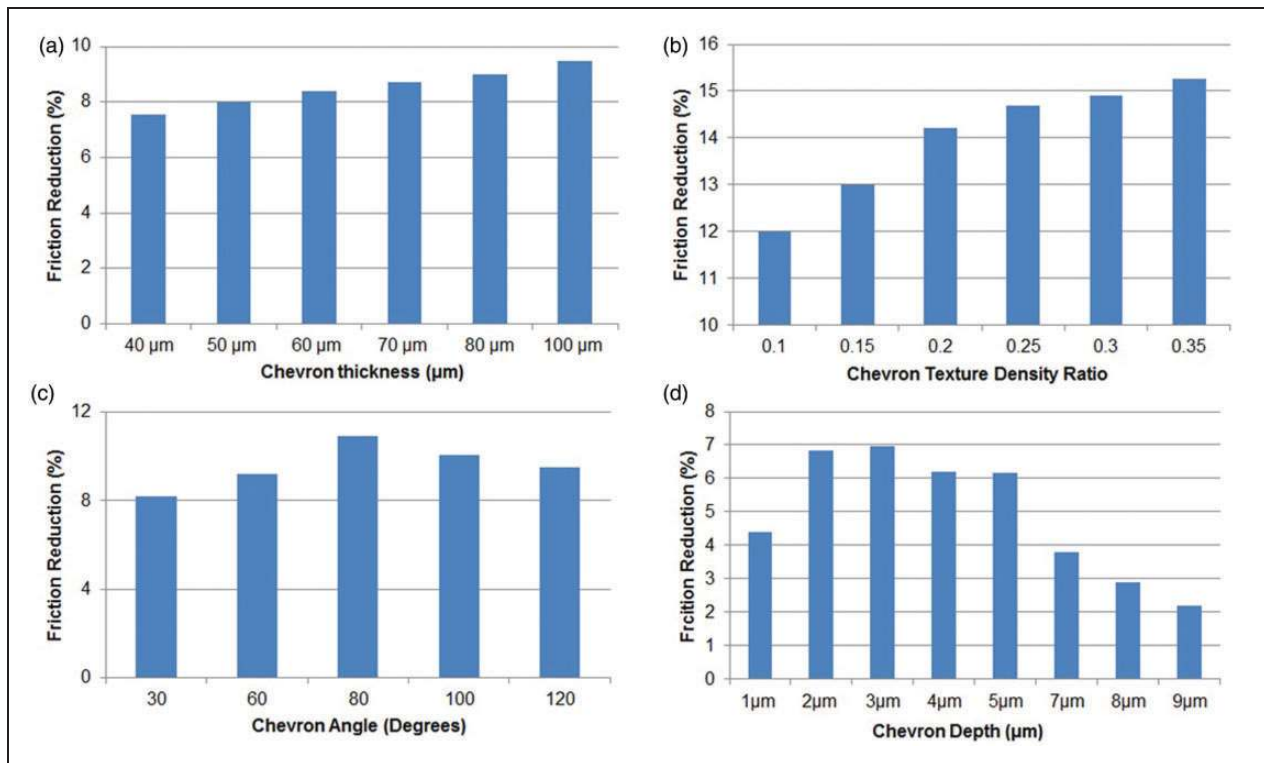 (a)
10
8
6
4
2
0
Friction Reduction (%)
40 µm 50 µm 60 µm 70 µm 80 µm 100 µm
Chevron thickness (µm)
(b)
16
15
14
13
12
11
10
Friction Reduction (%)
0.1 0.15 0.2 0.25 0.3 0.35
Chevron Texture Density Ratio
(c)
12
8
4
0
Friction Reduction (%)
30 60 80 100 120
Chevron Angle (Degrees)
(d)
8
7
6
5
4
3
2
1
0
Frcition Reduction (%)
1µm 2µm 3µm 4µm 5µm 7µm 8µm 9µm
Chevron Depth (µm)